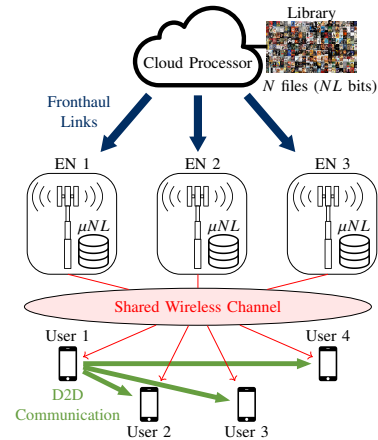 Library
Cloud Processor
N files (NL bits)
Fronthaul
Links
EN 1
EN 2
EN 3
μNL
μNL
μNL
Shared Wireless Channel
User 1
User 4
D2D
Communication
User 2
User 3